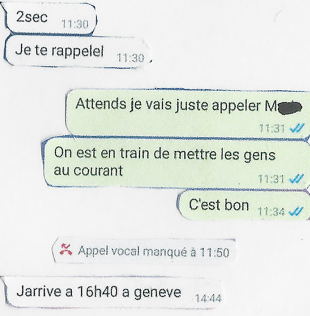 2sec 11:30
Je te rappelel 11:30
Attends je vais juste appeler M
11:31
On est en train de mettre les gens
au courant 11:31
C'est bon 11:34
Appel vocal manqué à 11:50
Jarrive a 16h40 a geneve 14:44